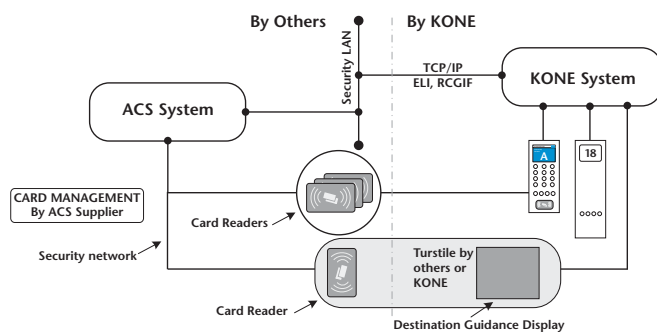 By Others
By KONE
Security LAN
TCP/IP
ELI, RCGIF
KONE System
ACS System
A
18
CARD MANAGEMENT
By ACS Supplier
Card Readers
Security network
Turstile by
others or
KONE
Card Reader
Destination Guidance Display